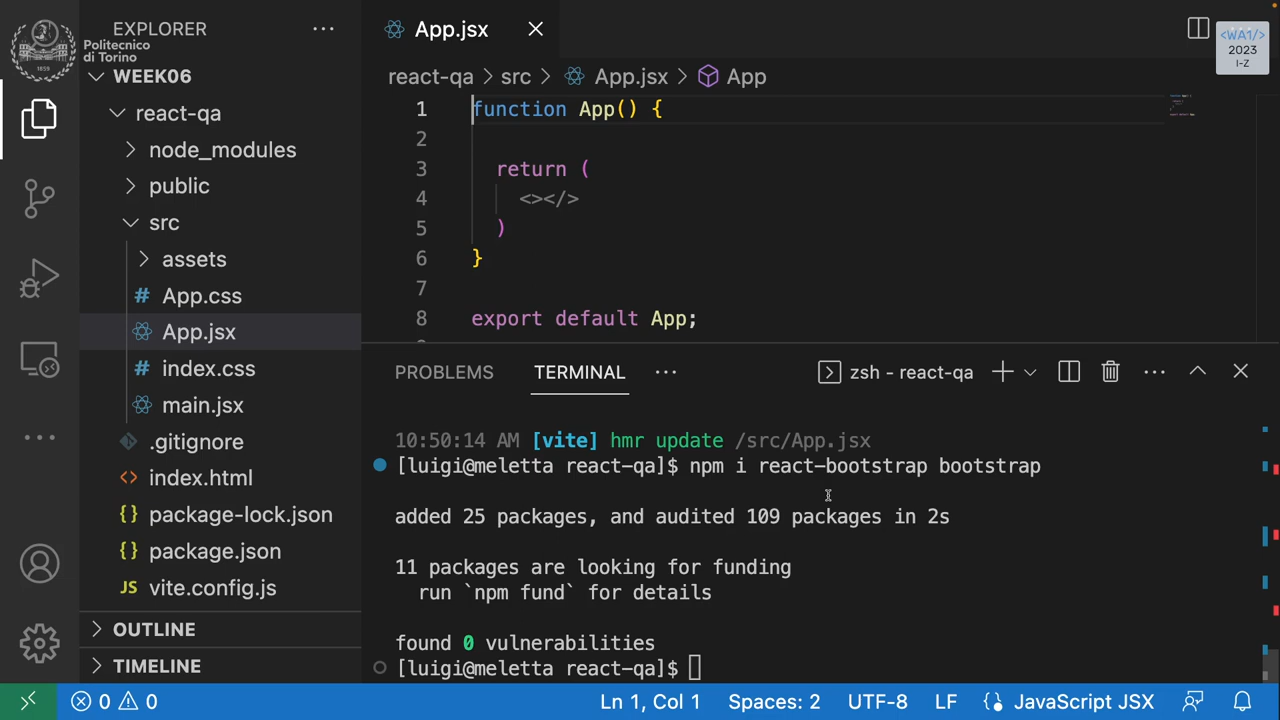 EXPLORER
Politecnico
di Torino
1859
WEEK06
react-qa
node_modules
public
src
assets
# App.css
App.jsx
# index.css
main.jsx
.gitignore
<> index.html
{} package-lock.json
{} package.json
JS vite.config.js
OUTLINE
TIMELINE
App.jsx
<WA1/>
2023
I-Z
react-qa > src > App.jsx > App
1 function App() {
2
3 return (
4 <></>
5 )
6 }
7
8 export default App;
PROBLEMS TERMINAL ... zsh - react-qa
10:50:14 AM [vite] hmr update /src/App.jsx
[luigi@meletta react-qa]$ npm i react-bootstrap bootstrap
added 25 packages, and audited 109 packages in 2s
11 packages are looking for funding
run `npm fund` for details
found 0 vulnerabilities
[luigi@meletta react-qa]$
0 0 Ln 1, Col 1 Spaces: 2 UTF-8 LF {} JavaScript JSX